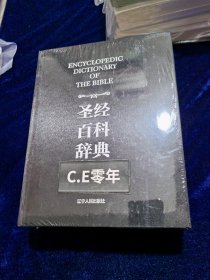 ENCYCLOPEDIC
DICTIONARY
OF
THE BIBLE
圣经
百科
辞典
C.E零年
辽宁人民出版社